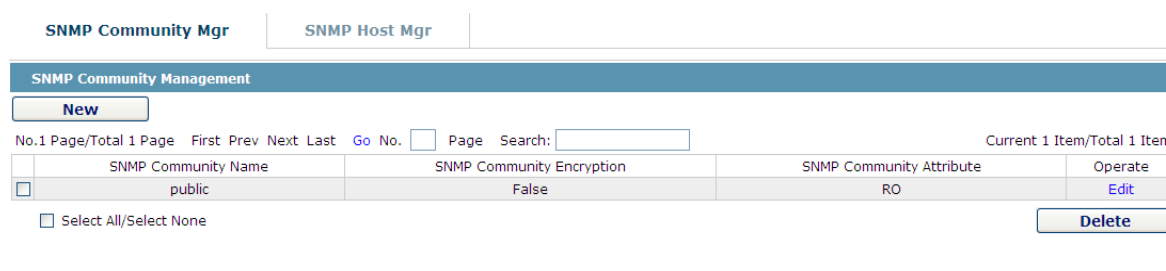 SNMP Community Mgr SNMP Host Mgr
SNMP Community Management
New
No.1 Page/Total 1 Page First Prev Next Last Go No. Page Search: Current 1 Item/Total 1 Item
SNMP Community Name SNMP Community Encryption SNMP Community Attribute Operate
public False RO Edit
Select All/Select None Delete